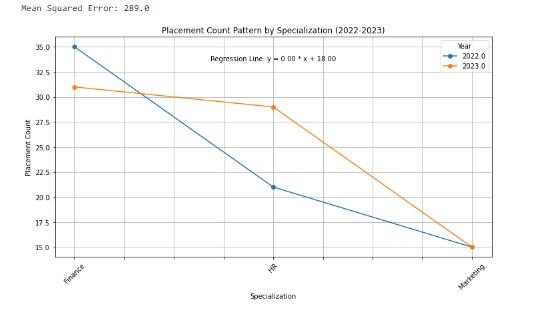 Mean Squared Error: 289.0
Placement Count Pattern by Specialization (2022-2023)
Regression Line: y = 0.00 * x + 18.00
Year
2022.0
2023.0
35.0
32.5
30.0
27.5
25.0
22.5
20.0
17.5
15.0
Placement Count
Finance
HR
Marketing
Specialization